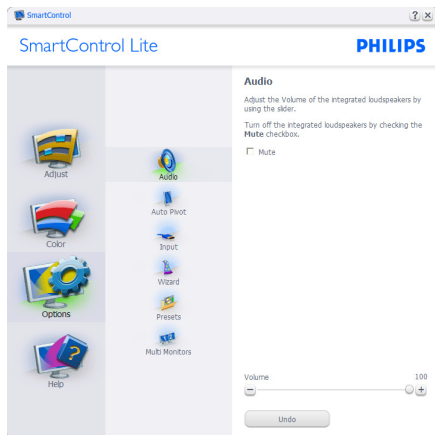 SmartControl
SmartControl Lite
PHILIPS
Adjust
Color
Options
Help
Audio
Auto Pivot
Input
Wizard
Presets
Multi Monitors
Audio
Adjust the Volume of the integrated loudspeakers by
using the slider.
Turn off the integrated loudspeakers by checking the
Mute checkbox.
Mute
Volume 100
Undo